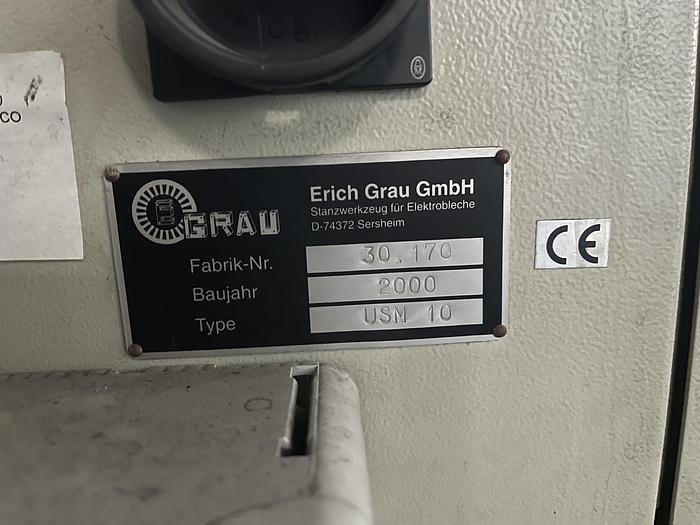 CO
GRAU
Erich Grau GmbH
Stanzwerkzeug für Elektrobleche
D-74372 Sersheim
Fabrik-Nr. 30.170
Baujahr 2000
Type USM 10
CE